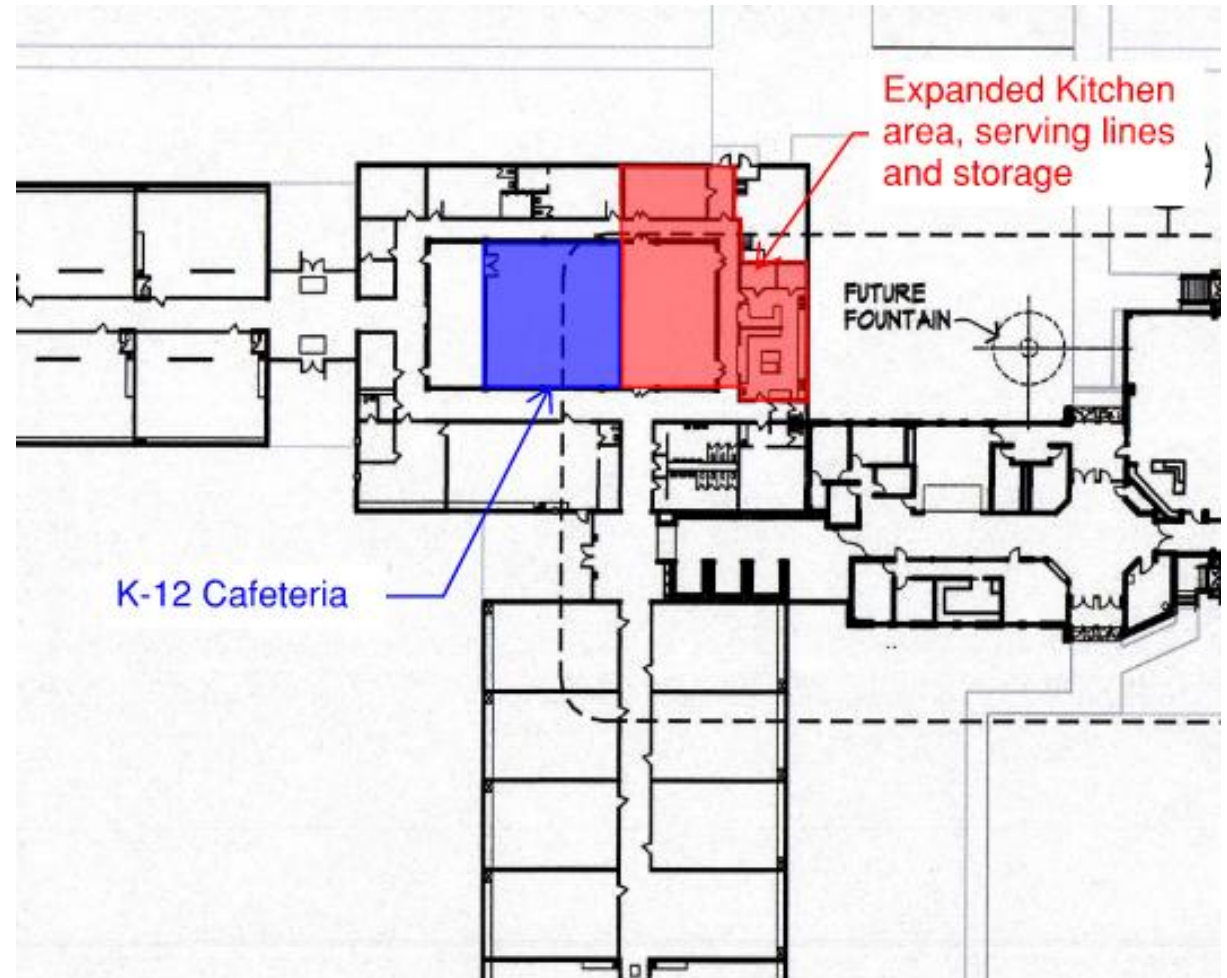 Expanded Kitchen
area, serving lines
and storage
FUTURE
FOUNTAIN
K-12 Cafeteria